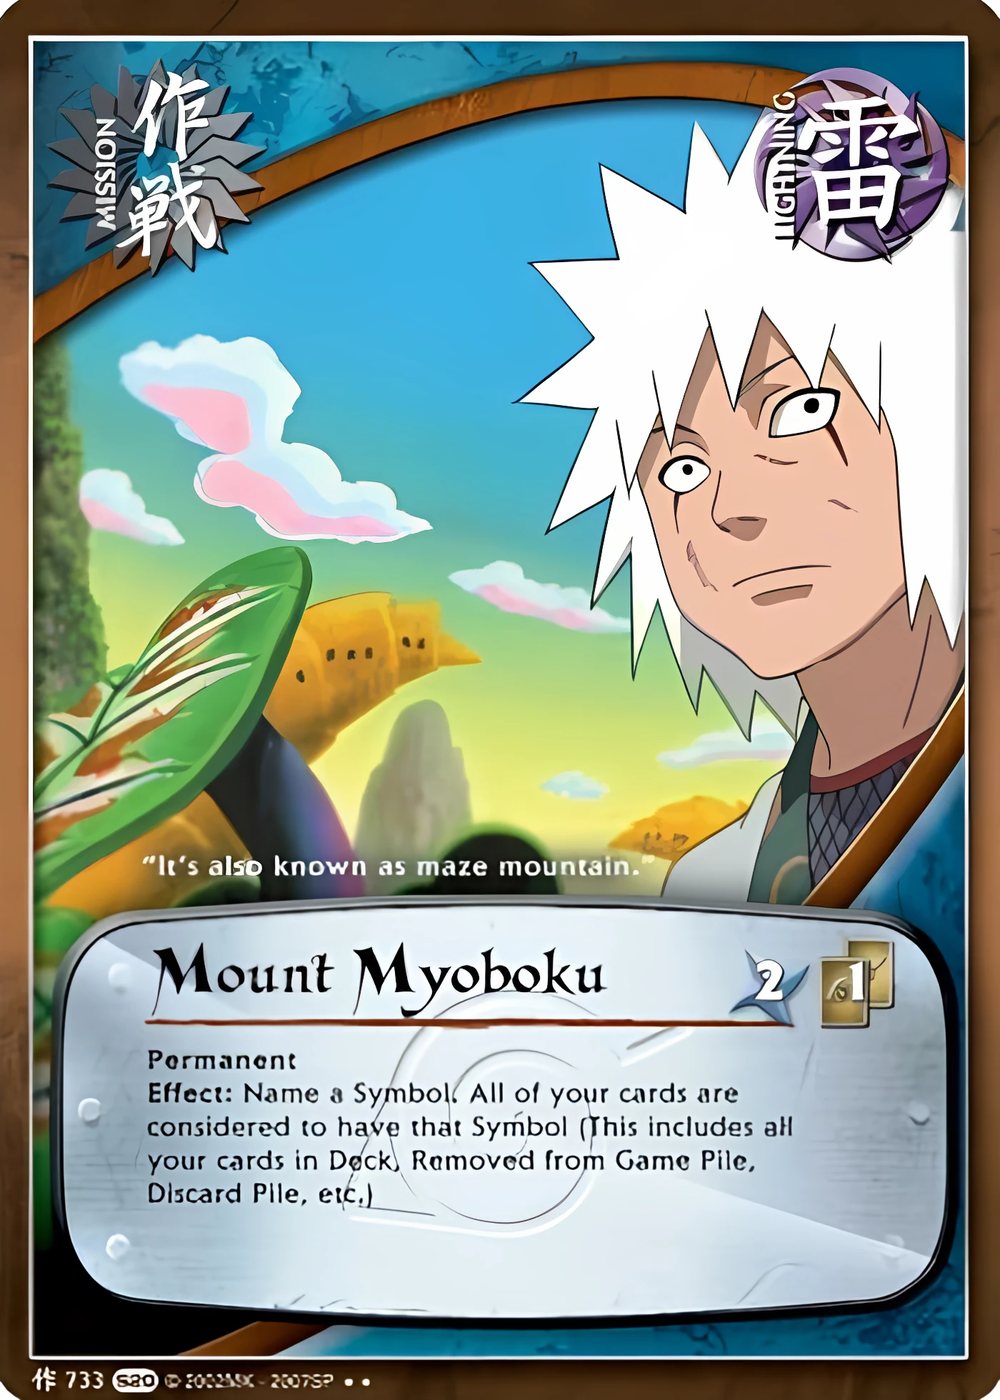 作戦
MISSION
雷
LIGHTNING
"It's also known as maze mountain."
Mount Myoboku
2
1
Permanent
Effect: Name a Symbol. All of your cards are
considered to have that Symbol (This includes all
your cards in Deck, Removed from Game Pile,
Discard Pile, etc.)
作 733